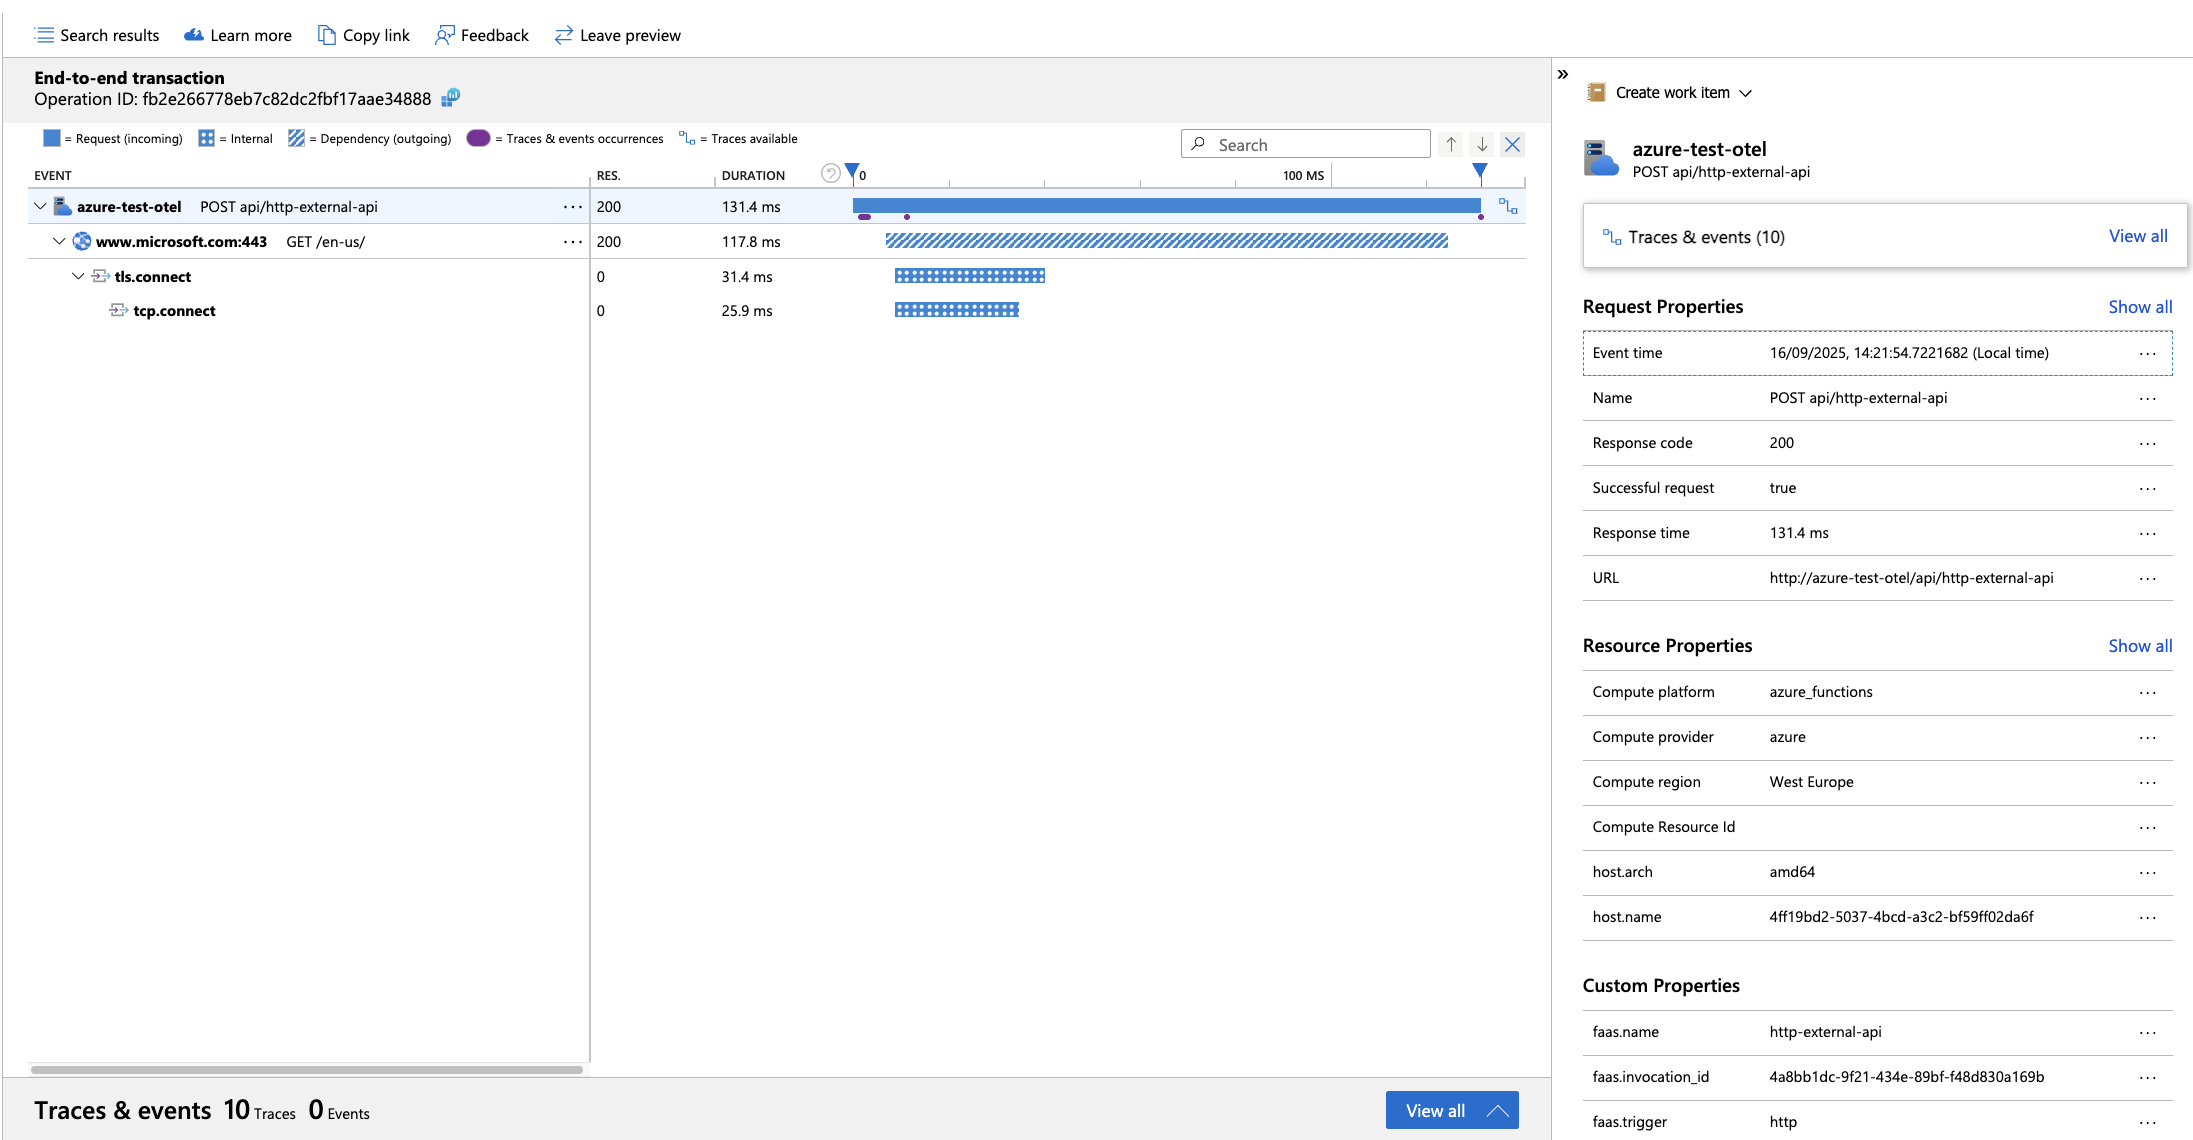 Search results Learn more Copy link Feedback Leave preview
End-to-end transaction
Operation ID: fb2e266778eb7c82dc2fbf17aae34888
= Request (incoming) = Internal = Dependency (outgoing) = Traces & events occurrences = Traces available
Search
EVENT RES. DURATION 0 100 MS
azure-test-otel POST api/http-external-api ... 200 131.4 ms
www.microsoft.com:443 GET /en-us/ ... 200 117.8 ms
tls.connect 0 31.4 ms
tcp.connect 0 25.9 ms
Traces & events 10 Traces 0 Events
View all
Create work item
azure-test-otel
POST api/http-external-api
Traces & events (10) View all
Request Properties Show all
Event time 16/09/2025, 14:21:54.7221682 (Local time) ...
Name POST api/http-external-api ...
Response code 200 ...
Successful request true ...
Response time 131.4 ms ...
URL http://azure-test-otel/api/http-external-api ...
Resource Properties Show all
Compute platform azure_functions ...
Compute provider azure ...
Compute region West Europe ...
Compute Resource Id ...
host.arch amd64 ...
host.name 4ff19bd2-5037-4bcd-a3c2-bf59ff02da6f ...
Custom Properties
faas.name http-external-api ...
faas.invocation_id 4a8bb1dc-9f21-434e-89bf-f48d830a169b ...
faas.trigger http ...